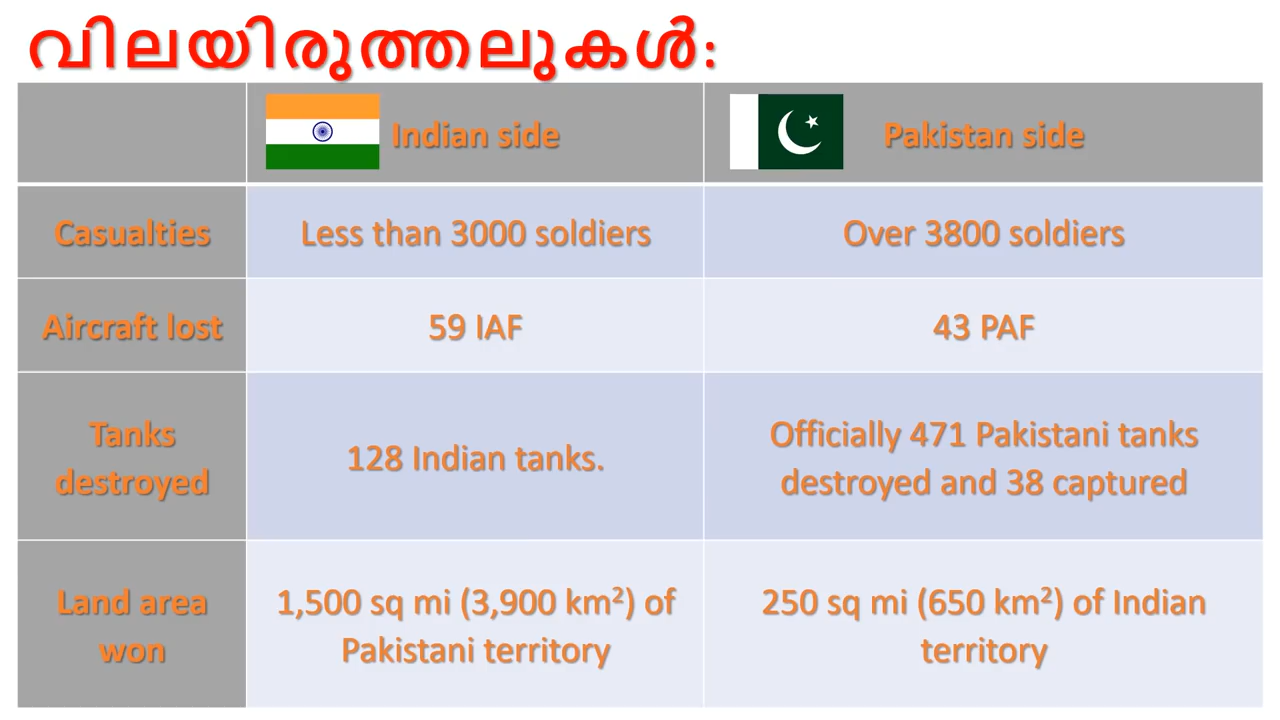 വിലയിരുത്തലുകൾ:
Indian side
Pakistan side
Casualties
Less than 3000 soldiers
Over 3800 soldiers
Aircraft lost
59 IAF
43 PAF
Tanks
destroyed
128 Indian tanks.
Officially 471 Pakistani tanks
destroyed and 38 captured
Land area
won
1,500 sq mi (3,900 km²) of
Pakistani territory
250 sq mi (650 km²) of Indian
territory